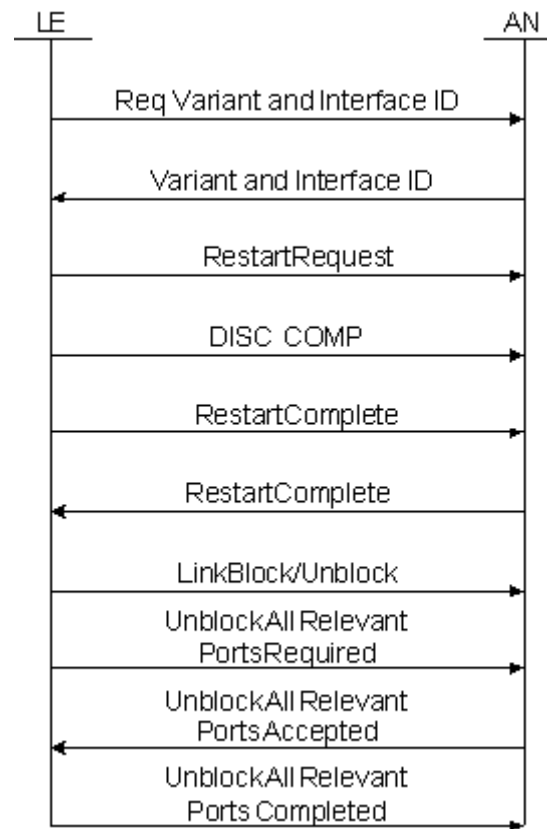 LE AN
Req Variant and Interface ID
Variant and Interface ID
RestartRequest
DISC COMP
RestartComplete
RestartComplete
LinkBlock/Unblock
UnblockAll Relevant
PortsRequired
UnblockAll Relevant
PortsAccepted
UnblockAll Relevant
Ports Completed